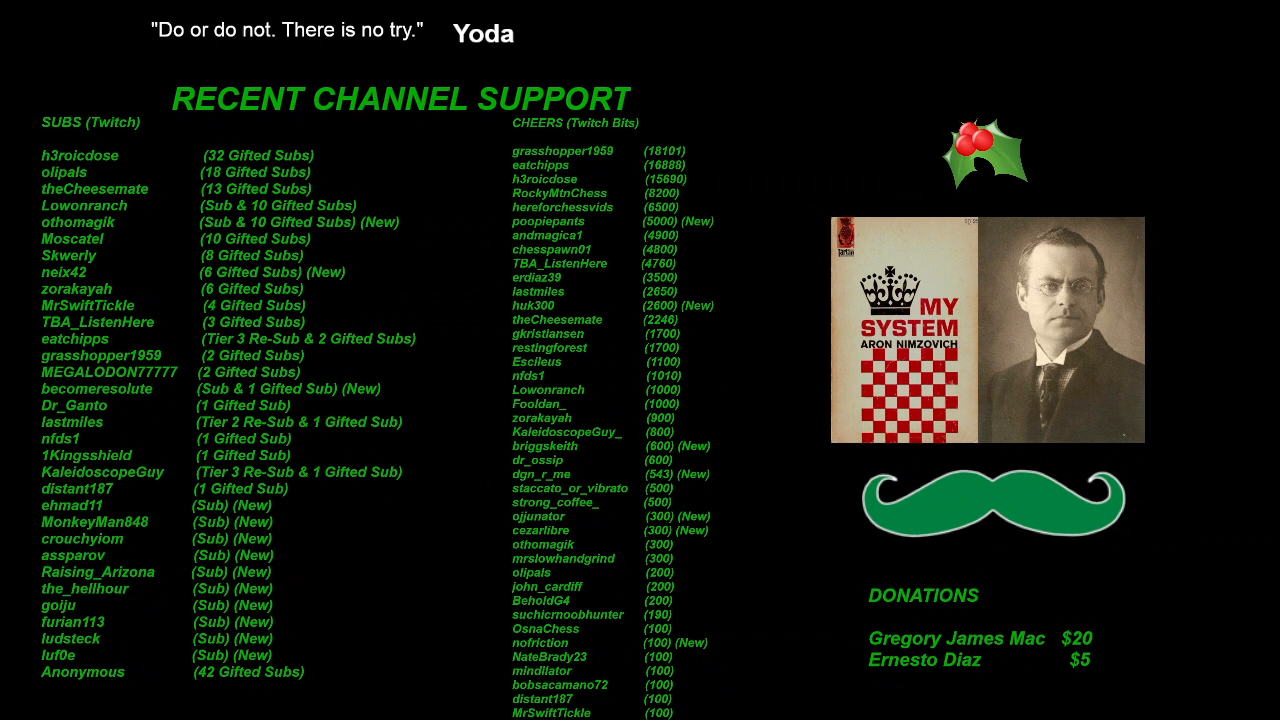 "Do or do not. There is no try." Yoda
RECENT CHANNEL SUPPORT
SUBS (Twitch)
h3roicdose (32 Gifted Subs)
olipals (18 Gifted Subs)
theCheesemate (13 Gifted Subs)
Lowonranch (Sub & 10 Gifted Subs)
othomagik (Sub & 10 Gifted Subs) (New)
Moscatel (10 Gifted Subs)
Skwerly (8 Gifted Subs)
neix42 (6 Gifted Subs) (New)
zorakayah (6 Gifted Subs)
MrSwiftTickle (4 Gifted Subs)
TBA_ListenHere (3 Gifted Subs)
eatchipps (Tier 3 Re-Sub & 2 Gifted Subs)
grasshopper1959 (2 Gifted Subs)
MEGALODON77777 (2 Gifted Subs)
becomeresolute (Sub & 1 Gifted Sub) (New)
Dr_Ganto (1 Gifted Sub)
lastmiles (Tier 2 Re-Sub & 1 Gifted Sub)
nfds1 (1 Gifted Sub)
1Kingsshield (1 Gifted Sub)
KaleidoscopeGuy (Tier 3 Re-Sub & 1 Gifted Sub)
distant187 (1 Gifted Sub)
ehmad11 (Sub) (New)
MonkeyMan848 (Sub) (New)
crouchyiom (Sub) (New)
assparov (Sub) (New)
Raising_Arizona (Sub) (New)
the_hellhour (Sub) (New)
goiju (Sub) (New)
furian113 (Sub) (New)
ludsteck (Sub) (New)
luf0e (Sub) (New)
Anonymous (42 Gifted Subs)
CHEERS (Twitch Bits)
grasshopper1959 (18101)
eatchipps (16888)
h3roicdose (15690)
RockyMtnChess (8200)
hereforchessvids (6500)
poopiepants (5000) (New)
andmagica1 (4900)
chesspawn01 (4800)
TBA_ListenHere (4760)
erdiaz39 (3500)
lastmiles (2650)
huk300 (2600) (New)
theCheesemate (2246)
gkristiansen (1700)
restingforest (1700)
Escileus (1100)
nfds1 (1010)
Lowonranch (1000)
Fooldan_ (1000)
zorakayah (900)
KaleidoscopeGuy_ (800)
briggskeith (600) (New)
dr_ossip (600)
dgn_r_me (543) (New)
staccato_or_vibrato (500)
strong_coffee_ (500)
ojjunator (300) (New)
cezarlibre (300) (New)
othomagik (300)
mrslowhandgrind (300)
olipals (200)
john_cardiff (200)
BeholdG4 (200)
suchicrnoobhunter (190)
OsnaChess (100)
nofriction (100) (New)
NateBrady23 (100)
mindllator (100)
bobsacamano72 (100)
distant187 (100)
MrSwiftTickle (100)
MY
SYSTEM
ARON NIMZOVICH
DONATIONS
Gregory James Mac $20
Ernesto Diaz $5